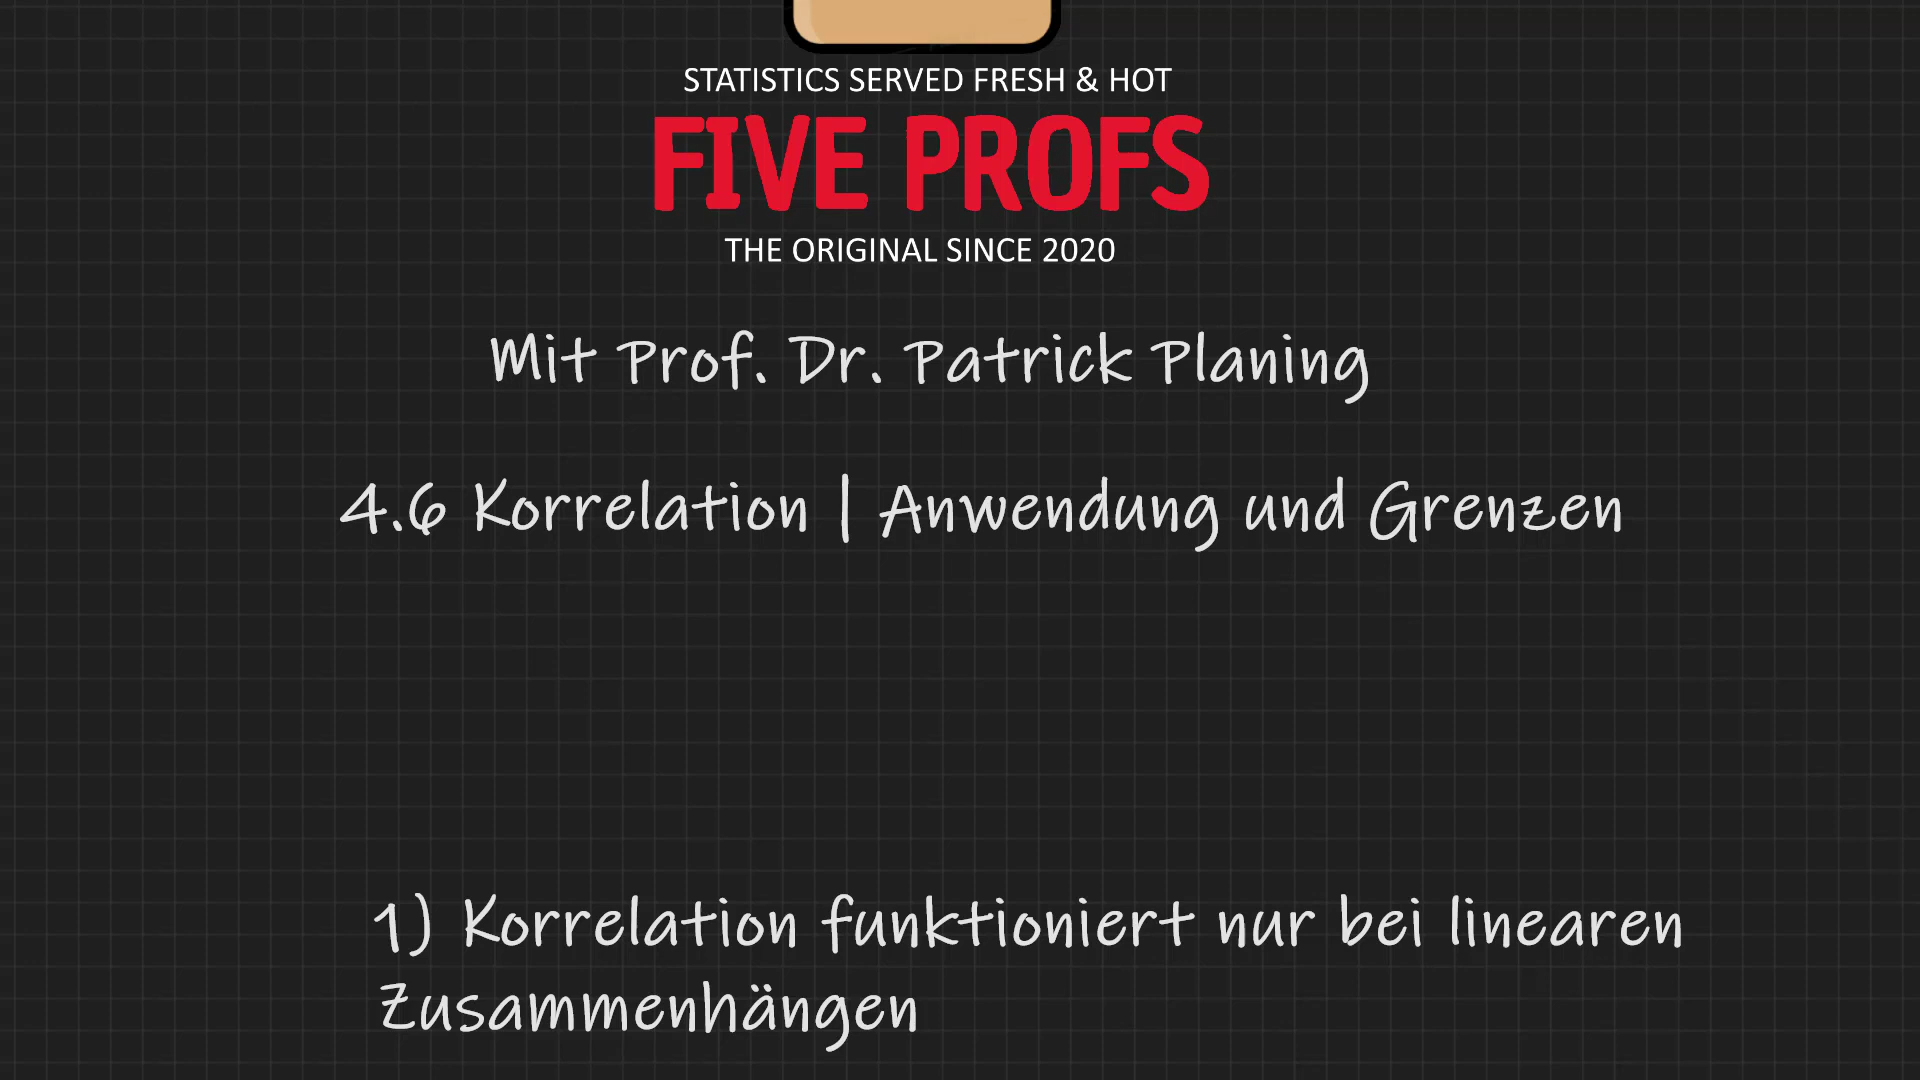 STATISTICS SERVED FRESH & HOT
FIVE PROFS
THE ORIGINAL SINCE 2020
Mit Prof. Dr. Patrick Planing
4.6 Korrelation | Anwendung und Grenzen
1) Korrelation funktioniert nur bei linearen
Zusammenhängen